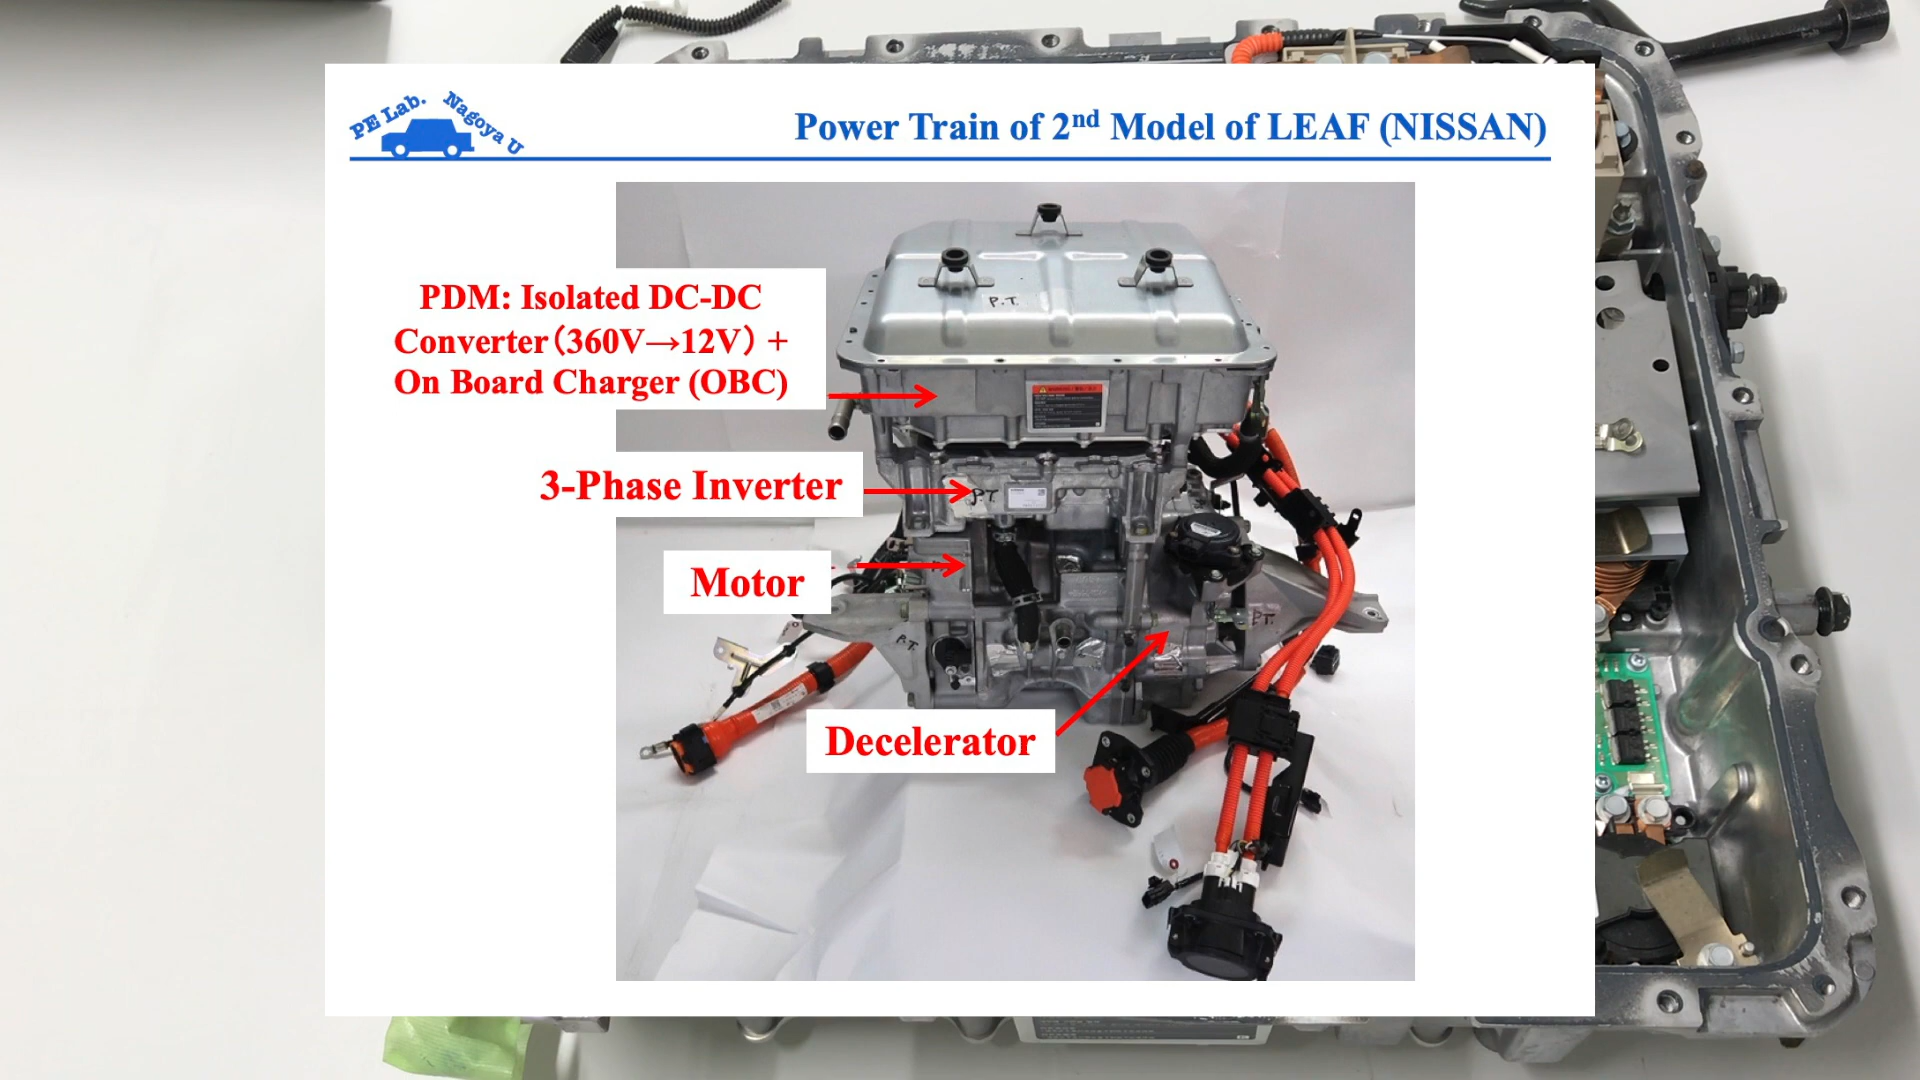 PE Lab. Nagoya U
Power Train of 2nd Model of LEAF (NISSAN)
P.T.
PDM: Isolated DC-DC
Converter（360V→12V）+
On Board Charger (OBC)
3-Phase Inverter
P.T.
Motor
P.T.
P.T.
Decelerator